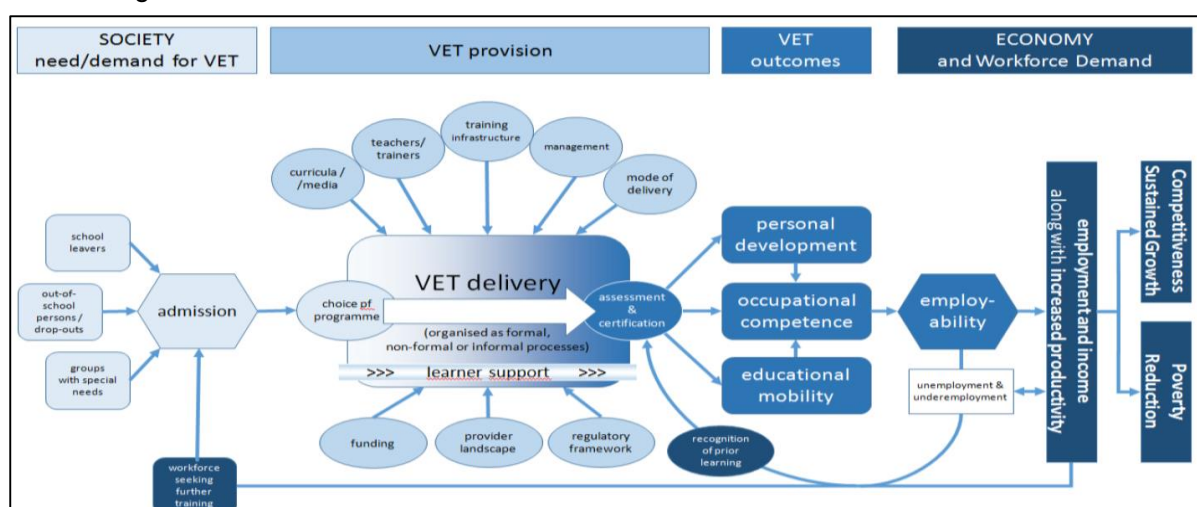 SOCIETY
need/demand for VET
VET provision
VET
outcomes
ECONOMY
and Workforce Demand
curricula /
/media
teachers/
trainers
training
infrastructure
management
mode of
delivery
school
leavers
out-of-
school
persons /
drop-outs
groups
with special
needs
admission
workforce
seeking
further
training
VET delivery
choice pf
programme
(organised as formal,
non-formal or informal processes)
>>> learner support >>>
assessment
&
certification
funding
provider
landscape
regulatory
framework
personal
development
occupational
competence
educational
mobility
recognition
of prior
learning
employ-
ability
unemployment &
underemployment
employment and income
along with increased productivity
Competitiveness
Sustained Growth
Poverty
Reduction